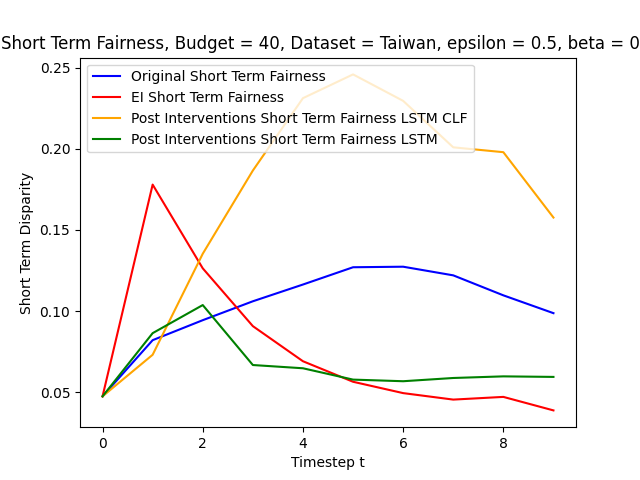 Short Term Fairness, Budget = 40, Dataset = Taiwan, epsilon = 0.5, beta = 0
Original Short Term Fairness
EI Short Term Fairness
Post Interventions Short Term Fairness LSTM CLF
Post Interventions Short Term Fairness LSTM
0.25
0.20
0.15
0.10
0.05
Short Term Disparity
0 2 4 6 8
Timestep t